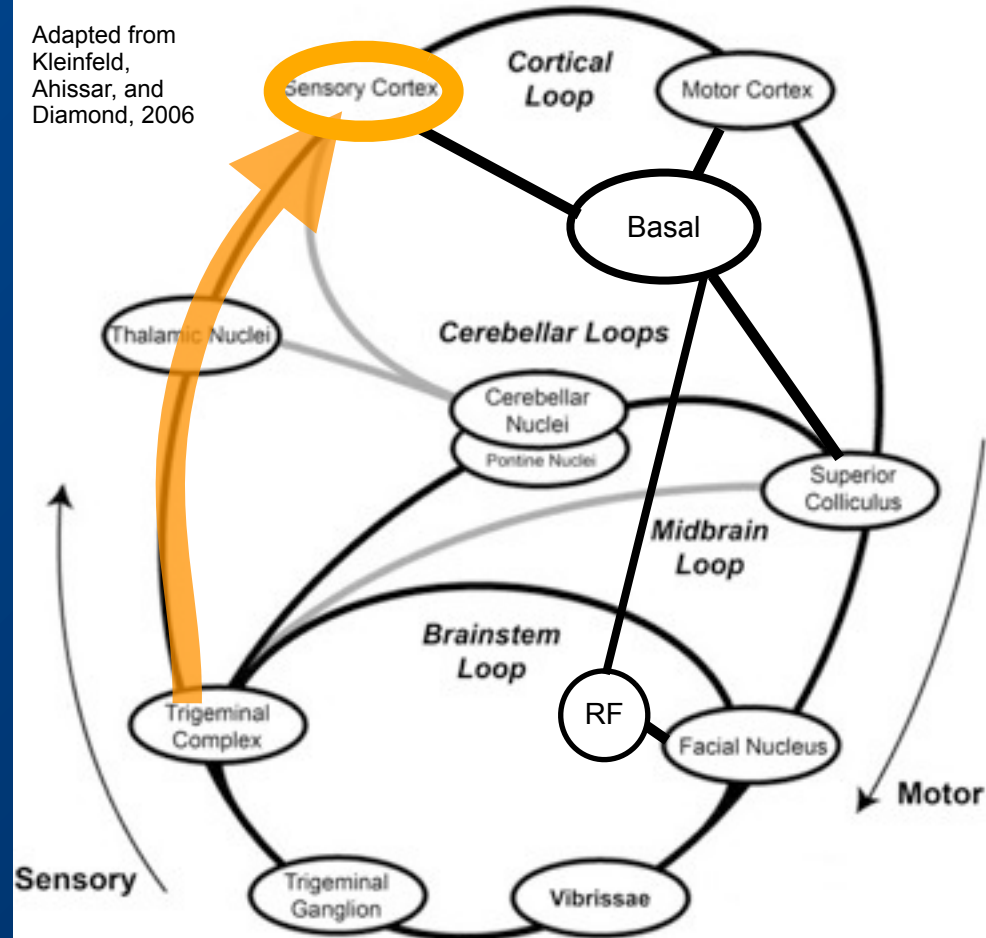 Adapted from
Kleinfeld,
Ahissar, and
Diamond, 2006
Sensory Cortex
Cortical
Loop
Motor Cortex
Basal
Thalamic Nuclei
Cerebellar Loops
Cerebellar
Nuclei
Pontine Nuclei
Superior
Colliculus
Midbrain
Loop
Brainstem
Loop
Trigeminal
Complex
RF
Facial Nucleus
Motor
Sensory
Trigeminal
Ganglion
Vibrissae